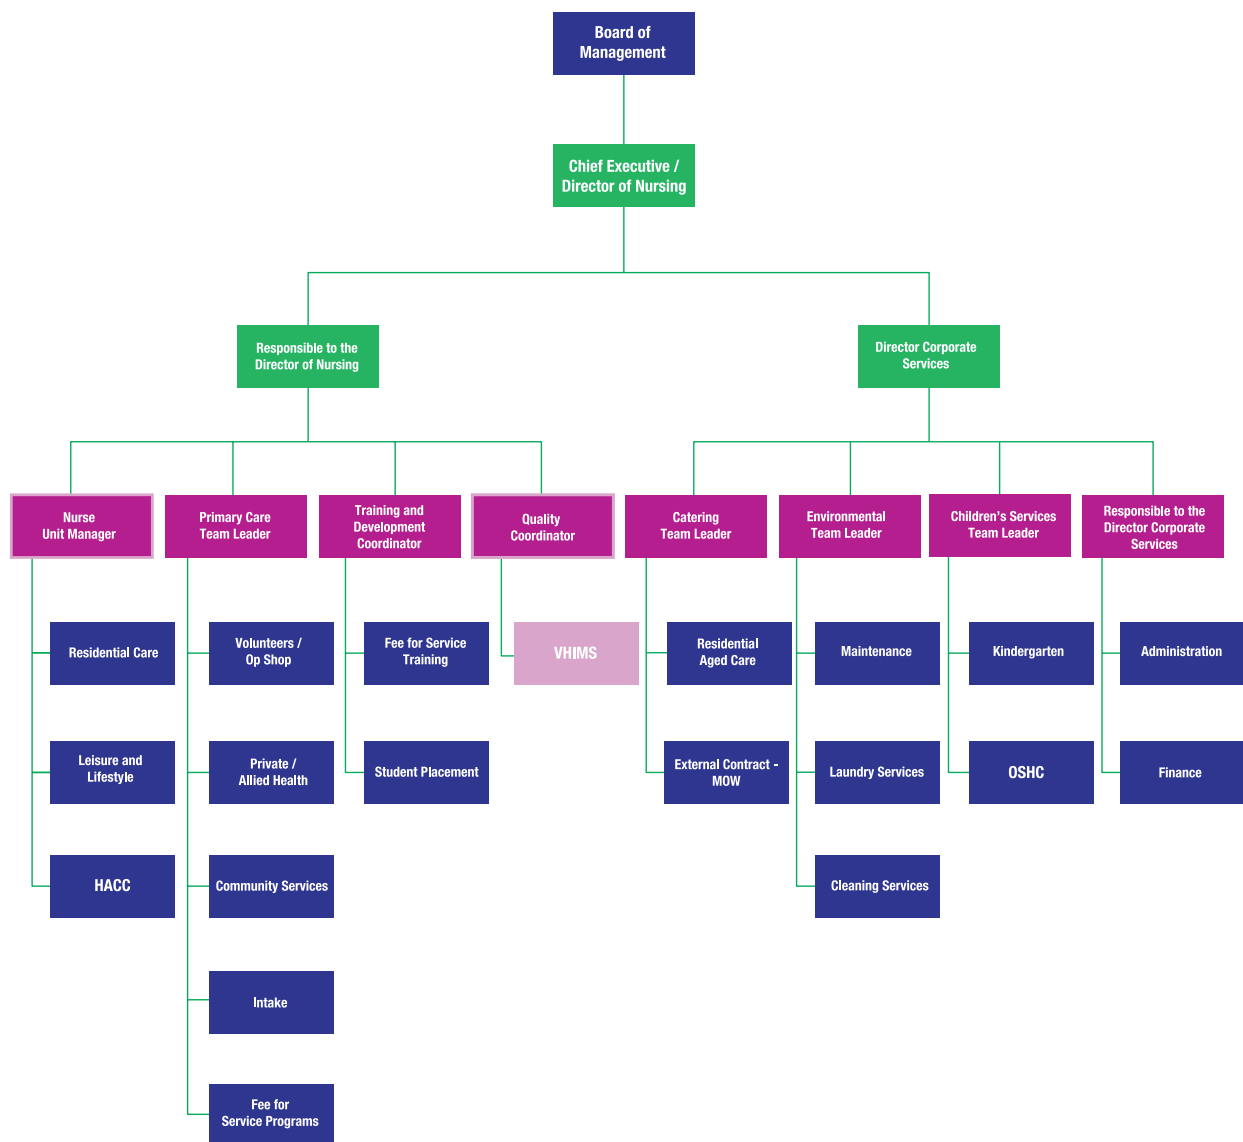 Board of
Management
Chief Executive /
Director of Nursing
Responsible to the
Director of Nursing
Director Corporate
Services
Nurse
Unit Manager
Primary Care
Team Leader
Training and
Development
Coordinator
Quality
Coordinator
Catering
Team Leader
Environmental
Team Leader
Children's Services
Team Leader
Responsible to the
Director Corporate
Services
Residential Care
Volunteers /
Op Shop
Fee for Service
Training
VHIMS
Residential
Aged Care
Maintenance
Kindergarten
Administration
Leisure and
Lifestyle
Private /
Allied Health
Student Placement
External Contract -
MOW
Laundry Services
OSHC
Finance
HACC
Community Services
Cleaning Services
Intake
Fee for
Service Programs